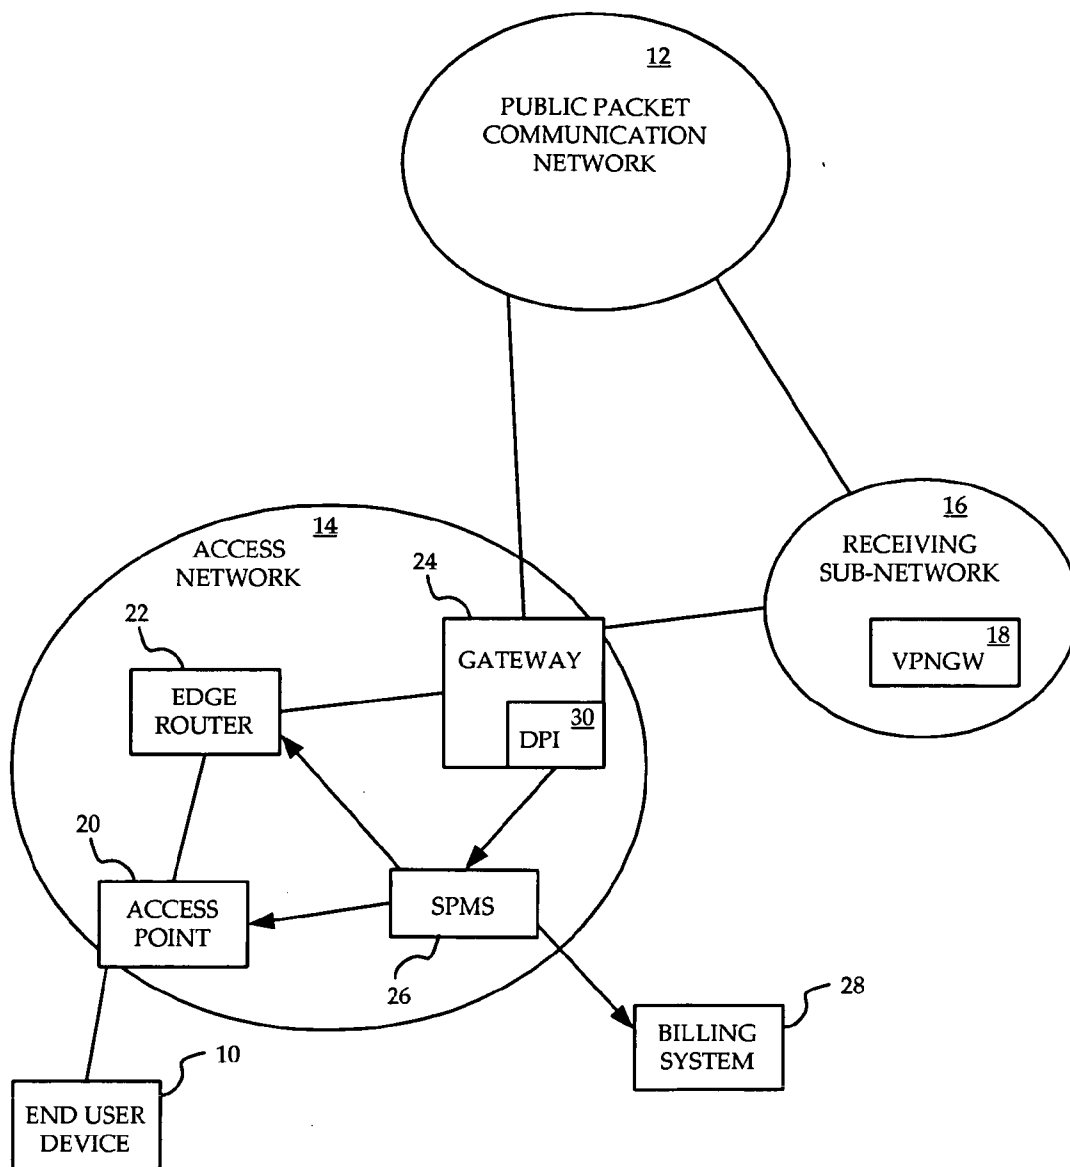 12
PUBLIC PACKET
COMMUNICATION
NETWORK
14
ACCESS
NETWORK
16
RECEIVING
SUB-NETWORK
18
VPNGW
24
GATEWAY
30
DPI
22
EDGE
ROUTER
20
ACCESS
POINT
SPMS
26
28
BILLING
SYSTEM
10
END USER
DEVICE